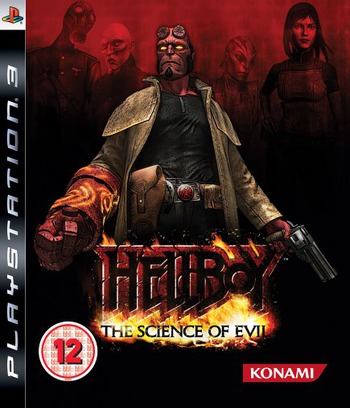 PLAYSTATION 3
HELLBOY
THE SCIENCE OF EVIL
12
KONAMI